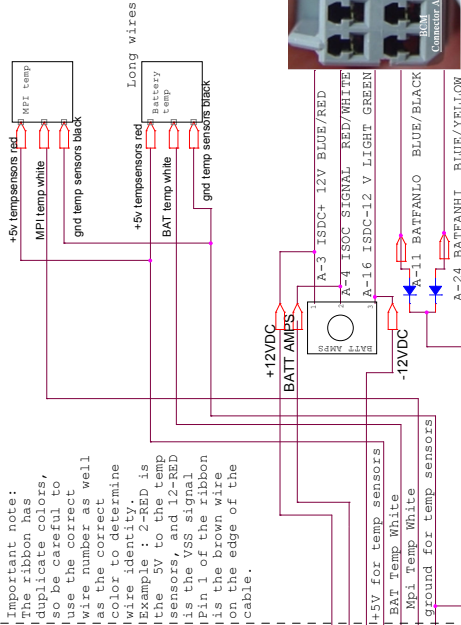 Long wires
MPI temp
Battery
temp
+5v tempsensors red
MPI temp white
gnd temp sensors black
+5v tempsensors red
BAT temp white
gnd temp sensors black
BCM
Connector A
A-3 ISDC+ 12V BLUE/RED
A-4 ISOC SIGNAL RED/WHITE
A-16 ISDC-12 V LIGHT GREEN
A-11 BATFANLO BLUE/BLACK
A-24 BATFANHI BLUE/YELLOW
+12VDC
BATT AMPS
1
2
3
BATT AMPS
-12VDC
Important note:
The ribbon has
duplicate colors,
so be careful to
use the correct
wire number as well
as the correct
color to determine
wire identity.
Example : 2-RED is
the 5V to the temp
sensors, and 12-RED
is the VSS signal
Pin 1 of the ribbon
is the brown wire
on the edge of the
cable.
+5V for temp sensors
BAT Temp White
Mpi Temp White
ground for temp sensors